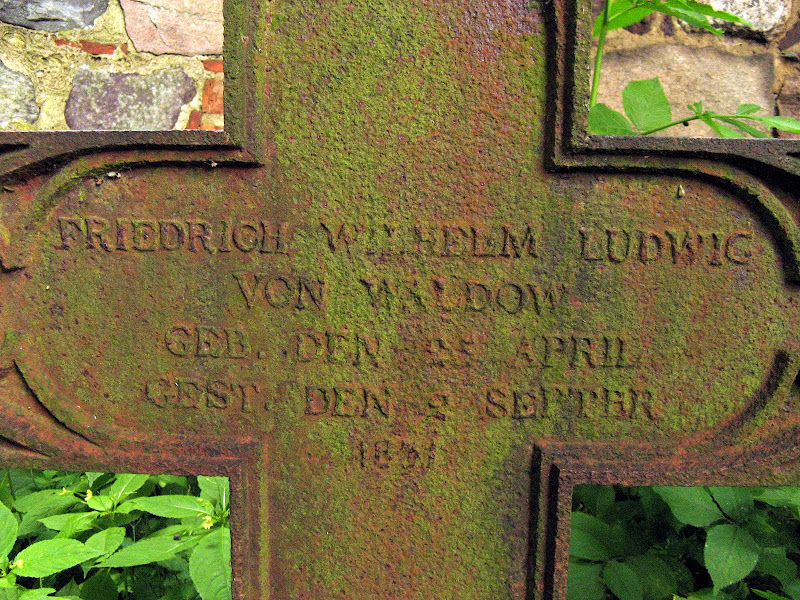 FRIEDRICH WILHELM LUDWIG
VON WALDOW
GEB. DEN APRIL
GEST. DEN 2 SEPTBR